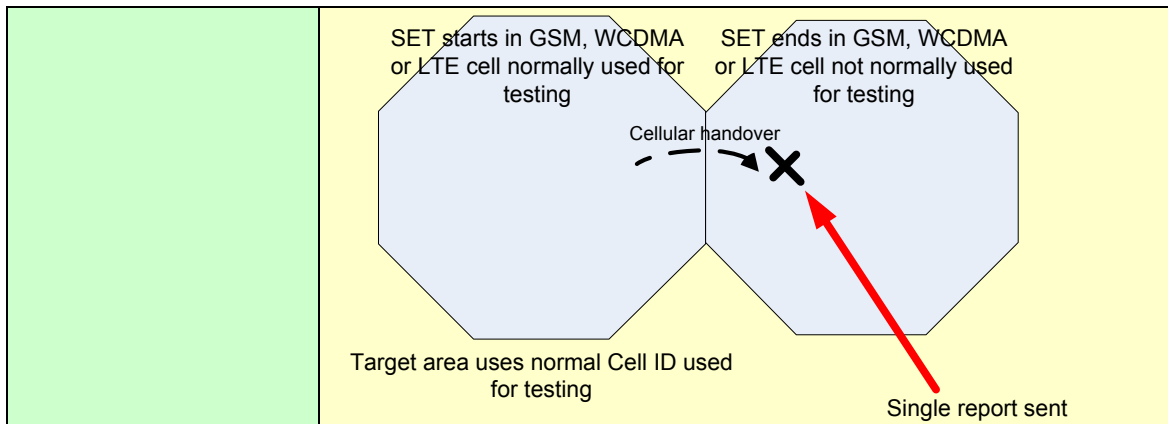 SET starts in GSM, WCDMA
or LTE cell normally used for
testing
SET ends in GSM, WCDMA
or LTE cell not normally used
for testing
Cellular handover
Target area uses normal Cell ID used
for testing
Single report sent